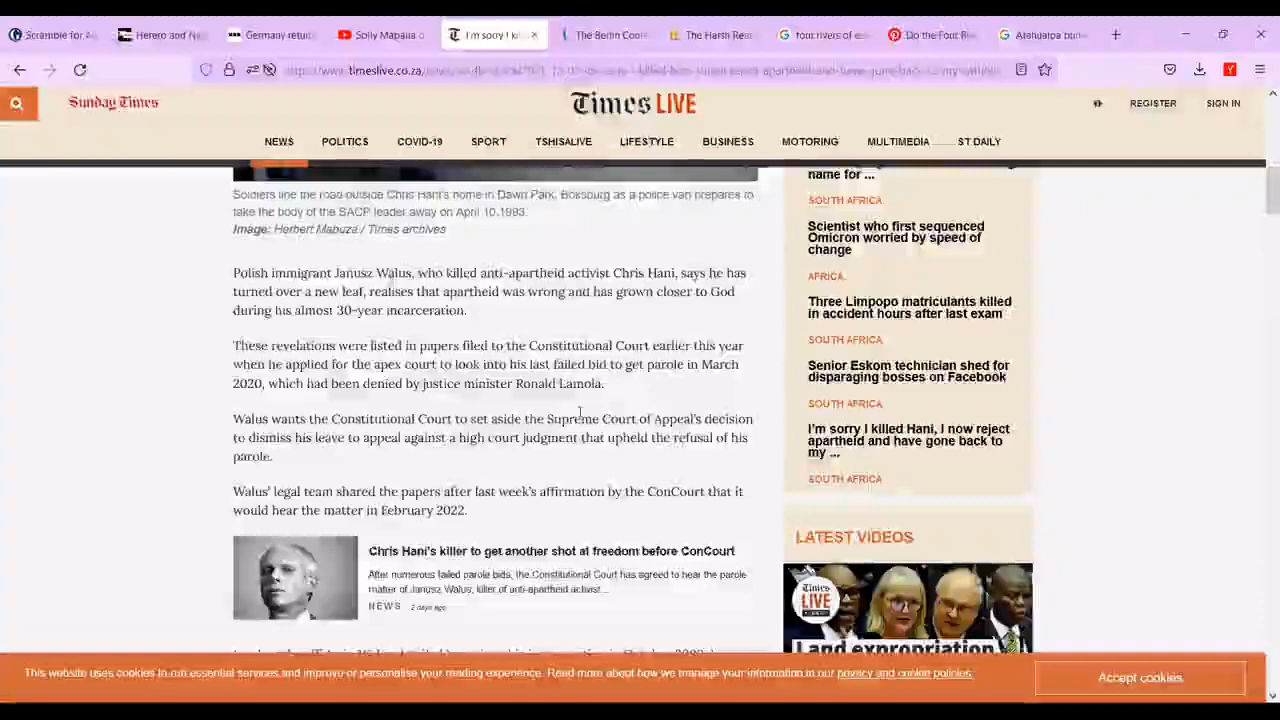 Scramble for A
Herero and Na
Germany return
Solly Mapaila o
I'm sorry I kil
The Berlin Con
The Harsh Rea
four rivers of e
Do the Four Ri
Atahualpa bur
Sunday Times
Times LIVE
REGISTER
SIGN IN
NEWS
POLITICS
COVID-19
SPORT
TSHISALIVE
LIFESTYLE
BUSINESS
MOTORING
MULTIMEDIA
ST DAILY
Soldiers line the road outside Chris Hani's home in Dawn Park, Boksburg as a police van prepares to
take the body of the SACP leader away on April 10.1993.
Image: Herbert Mabuza / Times archives
Polish immigrant Janusz Walus, who killed anti-apartheid activist Chris Hani, says he has
turned over a new leaf, realises that apartheid was wrong and has grown closer to God
during his almost 30-year incarceration.
These revelations were listed in papers filed to the Constitutional Court earlier this year
when he applied for the apex court to look into his last failed bid to get parole in March
2020, which had been denied by justice minister Ronald Lamola.
Walus wants the Constitutional Court to set aside the Supreme Court of Appeal's decision
to dismiss his leave to appeal against a high court judgment that upheld the refusal of his
parole.
Walus' legal team shared the papers after last week's affirmation by the ConCourt that it
would hear the matter in February 2022.
Chris Hani's killer to get another shot at freedom before ConCourt
After numerous failed parole bids, the Constitutional Court has agreed to hear the parole
matter of Janusz Walus, killer of anti-apartheid activist...
NEWS 2 days ago
name for ...
SOUTH AFRICA
Scientist who first sequenced
Omicron worried by speed of
change
AFRICA
Three Limpopo matriculants killed
in accident hours after last exam
SOUTH AFRICA
Senior Eskom technician shed for
disparaging bosses on Facebook
SOUTH AFRICA
I'm sorry I killed Hani, I now reject
apartheid and have gone back to
my ...
SOUTH AFRICA
LATEST VIDEOS
Times
LIVE
Land expropriation
This website uses cookies to run essential services and improve or personalise your reading experience. Read more about how we manage your information in our privacy and cookie policies.
Accept cookies